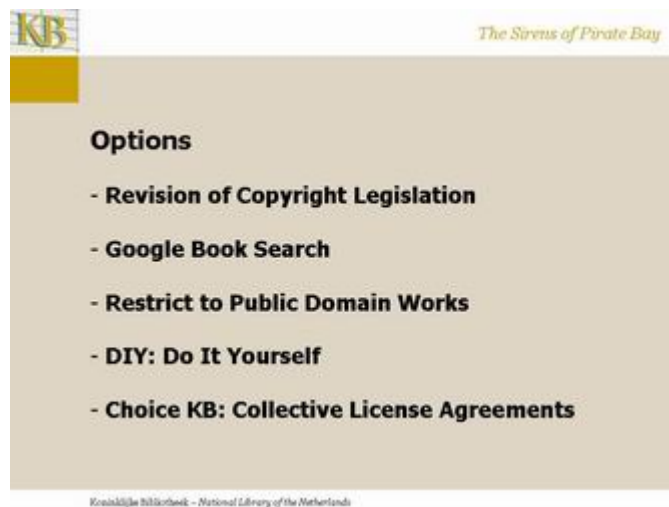 KB
The Sirens of Pirate Bay
Options
- Revision of Copyright Legislation
- Google Book Search
- Restrict to Public Domain Works
- DIY: Do It Yourself
- Choice KB: Collective License Agreements
Koninklijke Bibliotheek – National Library of the Netherlands